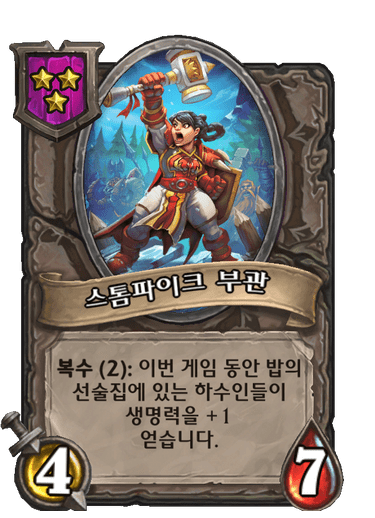 스톰파이크 부관
복수 (2): 이번 게임 동안 밥의
선술집에 있는 하수인들이
생명력을 +1
얻습니다.
4
7